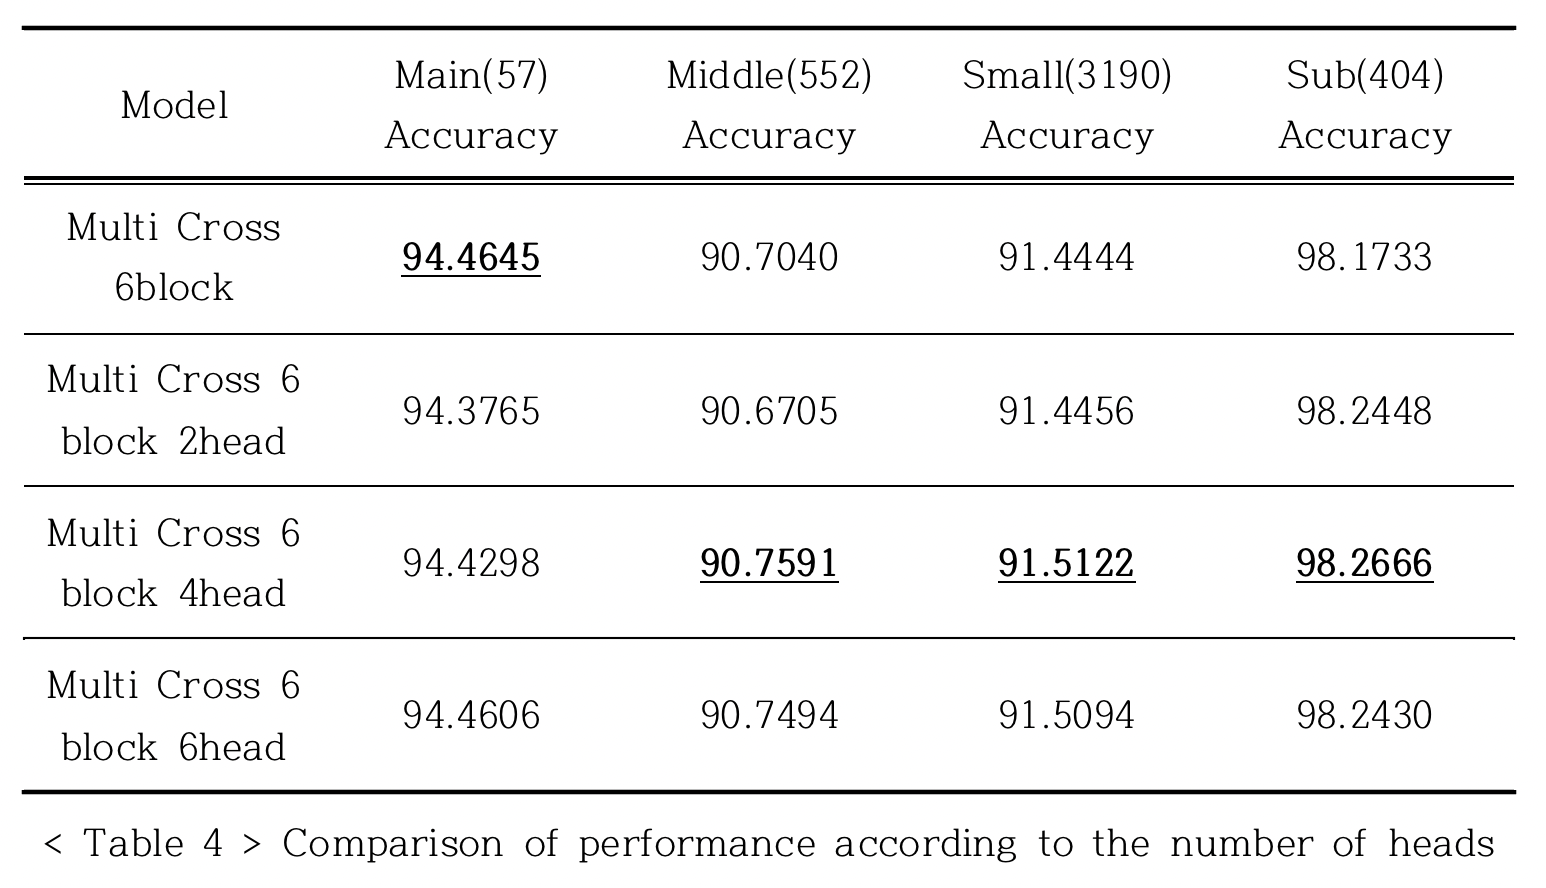 Model
Main(57)
Accuracy
Middle(552)
Accuracy
Small(3190)
Accuracy
Sub(404)
Accuracy
Multi Cross
6block
94.4645
90.7040
91.4444
98.1733
Multi Cross 6
block 2head
94.3765
90.6705
91.4456
98.2448
Multi Cross 6
block 4head
94.4298
90.7591
91.5122
98.2666
Multi Cross 6
block 6head
94.4606
90.7494
91.5094
98.2430
< Table 4 > Comparison of performance according to the number of heads